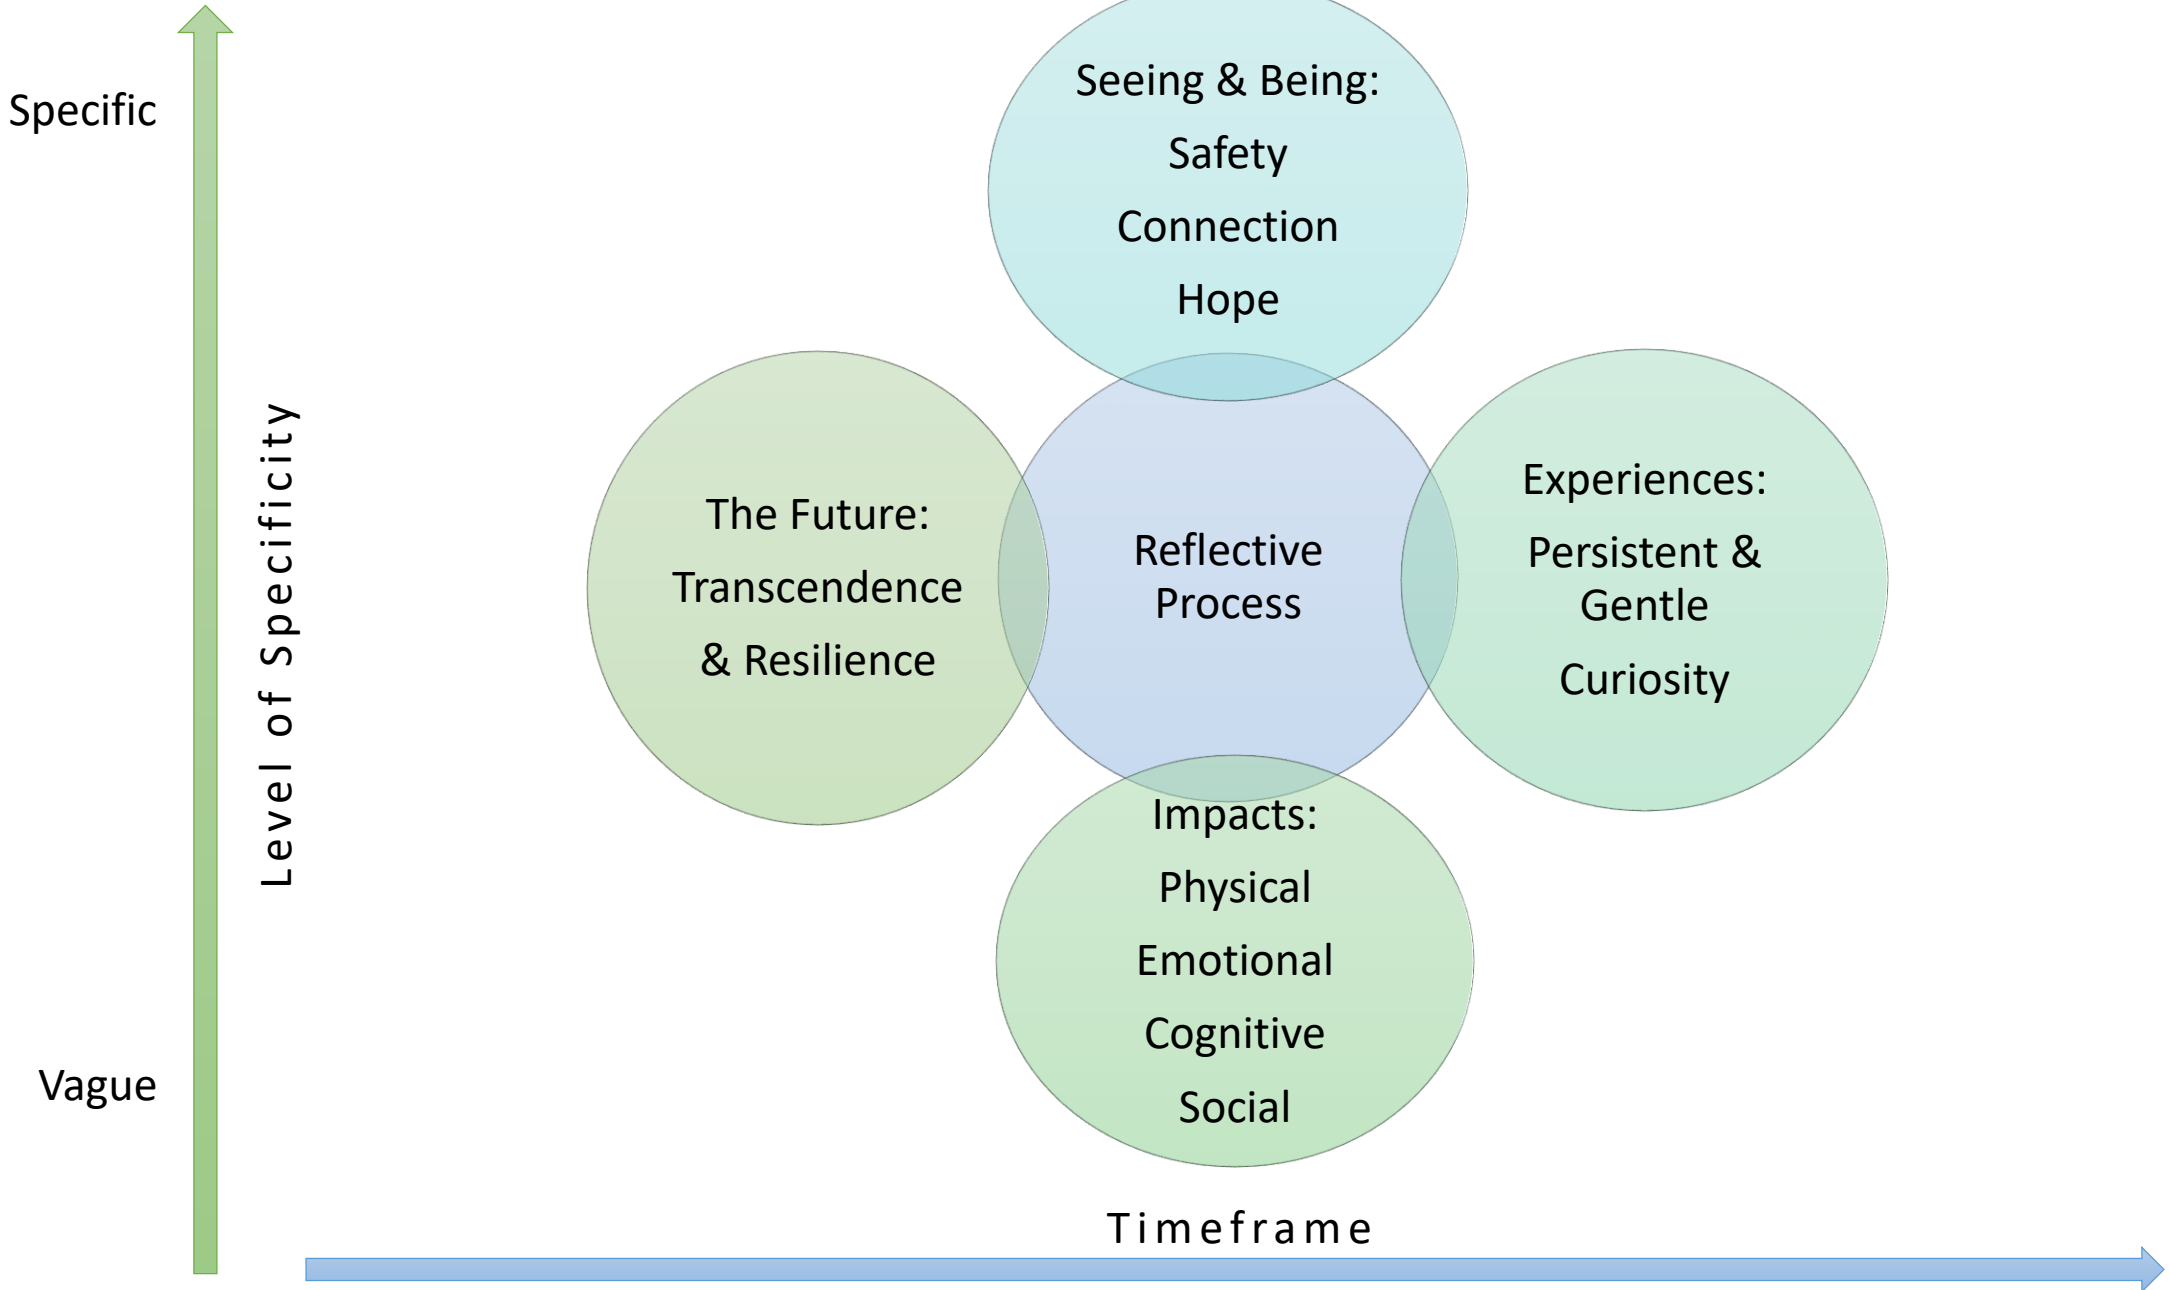 Specific
Level of Specificity
Vague
Seeing & Being:
Safety
Connection
Hope
The Future:
Transcendence
& Resilience
Reflective
Process
Experiences:
Persistent &
Gentle
Curiosity
Impacts:
Physical
Emotional
Cognitive
Social
Timeframe